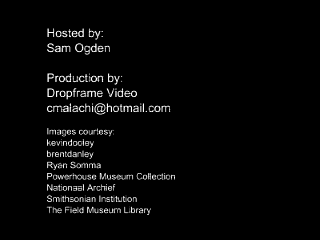 Hosted by:
Sam Ogden
Production by:
Dropframe Video
cmalachi@hotmail.com
Images courtesy:
kevindooley
brentdanley
Ryan Somma
Powerhouse Museum Collection
Nationaal Archief
Smithsonian Institution
The Field Museum Library